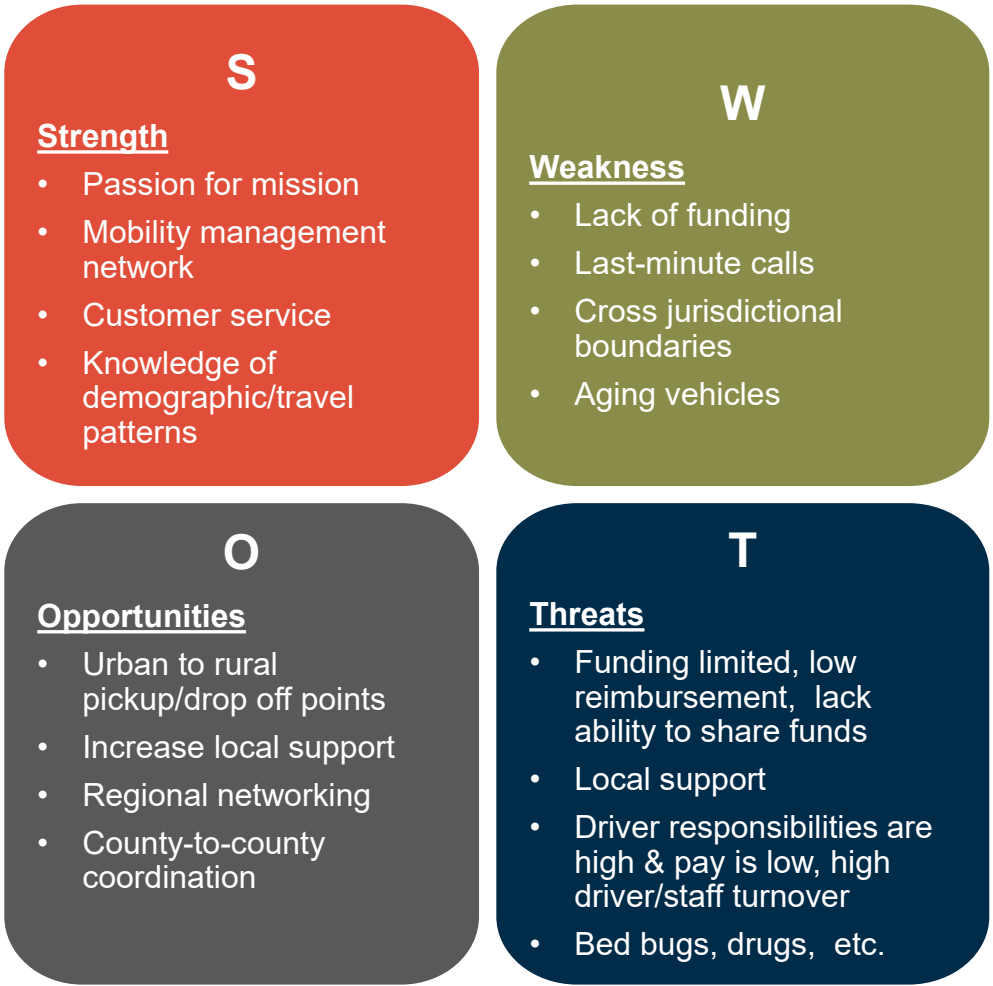 S
Strength
• Passion for mission
• Mobility management
network
• Customer service
• Knowledge of
demographic/travel
patterns
W
Weakness
• Lack of funding
• Last-minute calls
• Cross jurisdictional
boundaries
• Aging vehicles
O
Opportunities
• Urban to rural
pickup/drop off points
• Increase local support
• Regional networking
• County-to-county
coordination
T
Threats
• Funding limited, low
reimbursement,  lack
ability to share funds
• Local support
• Driver responsibilities are
high & pay is low, high
driver/staff turnover
• Bed bugs, drugs,  etc.